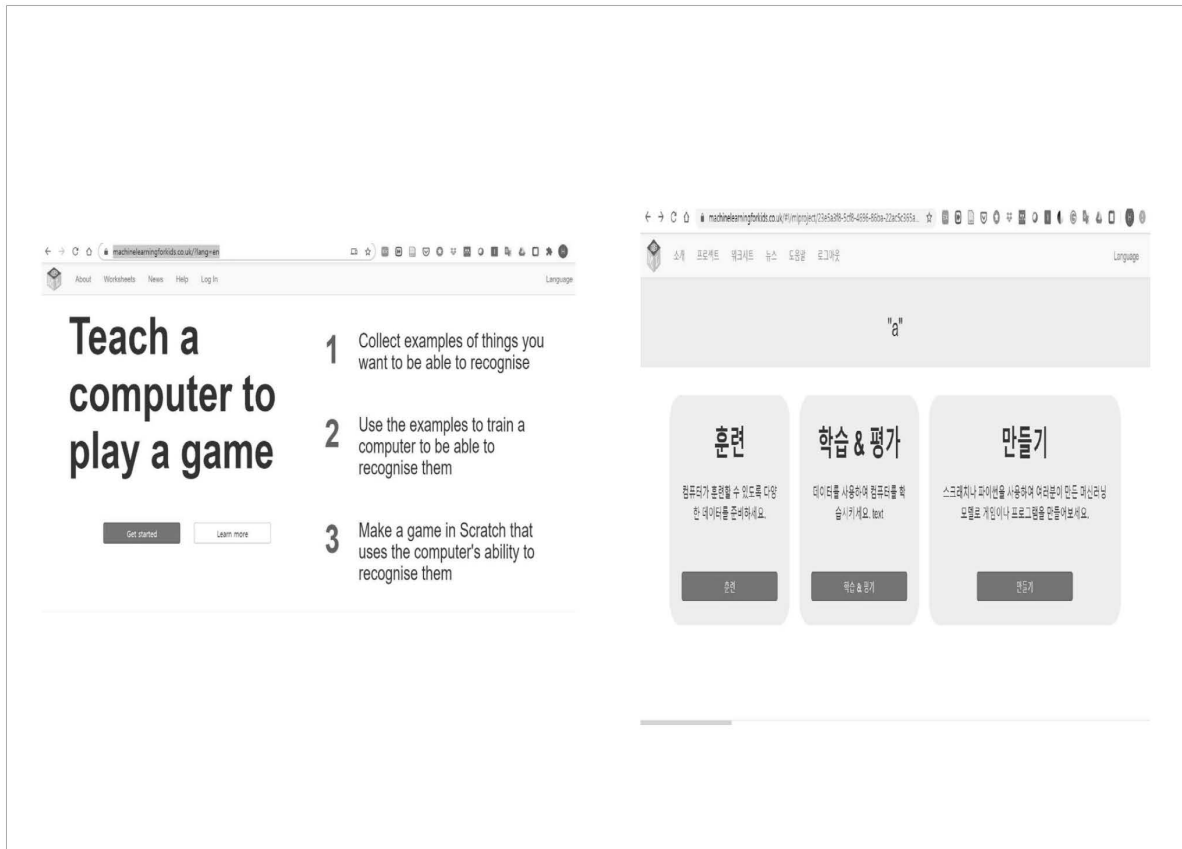 machinelearningforkids.co.uk/?lang=en
About Worksheets News Help Log In Language
Teach a
computer to
play a game
Get started Learn more
1 Collect examples of things you
want to be able to recognise
2 Use the examples to train a
computer to be able to
recognise them
3 Make a game in Scratch that
uses the computer's ability to
recognise them
소개 프로젝트 워크시트 뉴스 도움말 로그아웃 Language
"a"
훈련
컴퓨터가 훈련할 수 있도록 다양
한 데이터를 준비하세요.
훈련
학습 & 평가
데이터를 사용하여 컴퓨터를 학
습시키세요. text
학습 & 평가
만들기
스크래치나 파이썬을 사용하여 여러분이 만든 머신러닝
모델로 게임이나 프로그램을 만들어보세요.
만들기